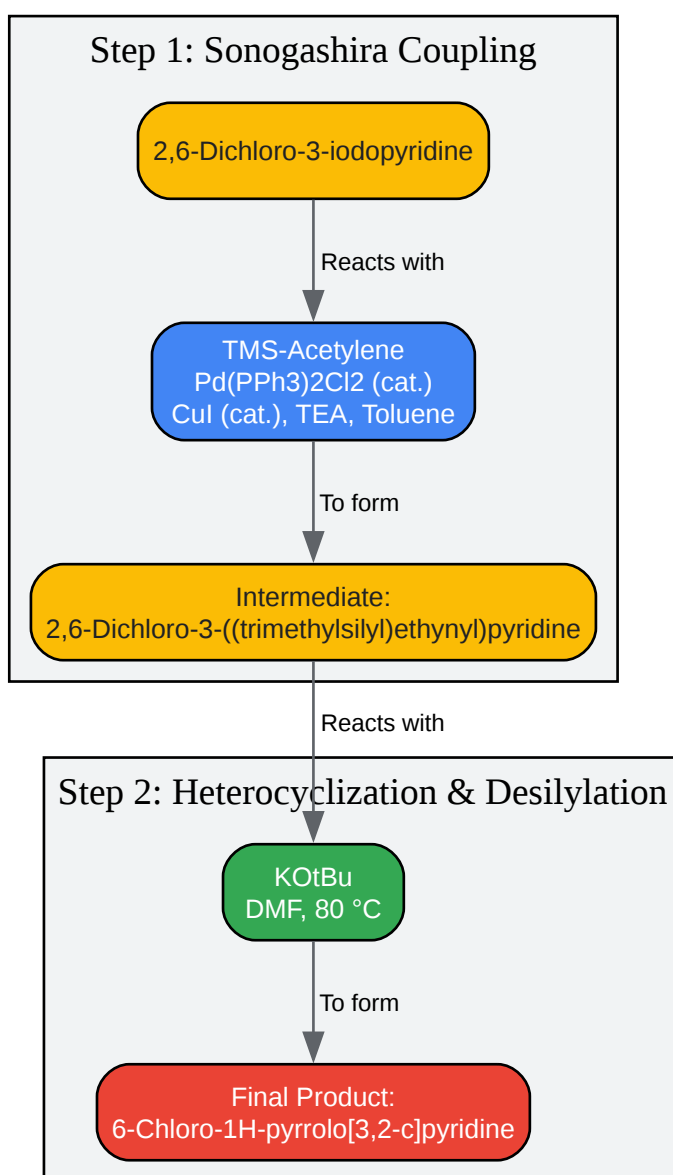 Step 1: Sonogashira Coupling
2,6-Dichloro-3-iodopyridine
Reacts with
TMS-Acetylene
Pd(PPh3)2Cl2 (cat.)
CuI (cat.), TEA, Toluene
To form
Intermediate:
2,6-Dichloro-3-((trimethylsilyl)ethynyl)pyridine
Reacts with
Step 2: Heterocyclization & Desilylation
KOtBu
DMF, 80 °C
To form
Final Product:
6-Chloro-1H-pyrrolo[3,2-c]pyridine